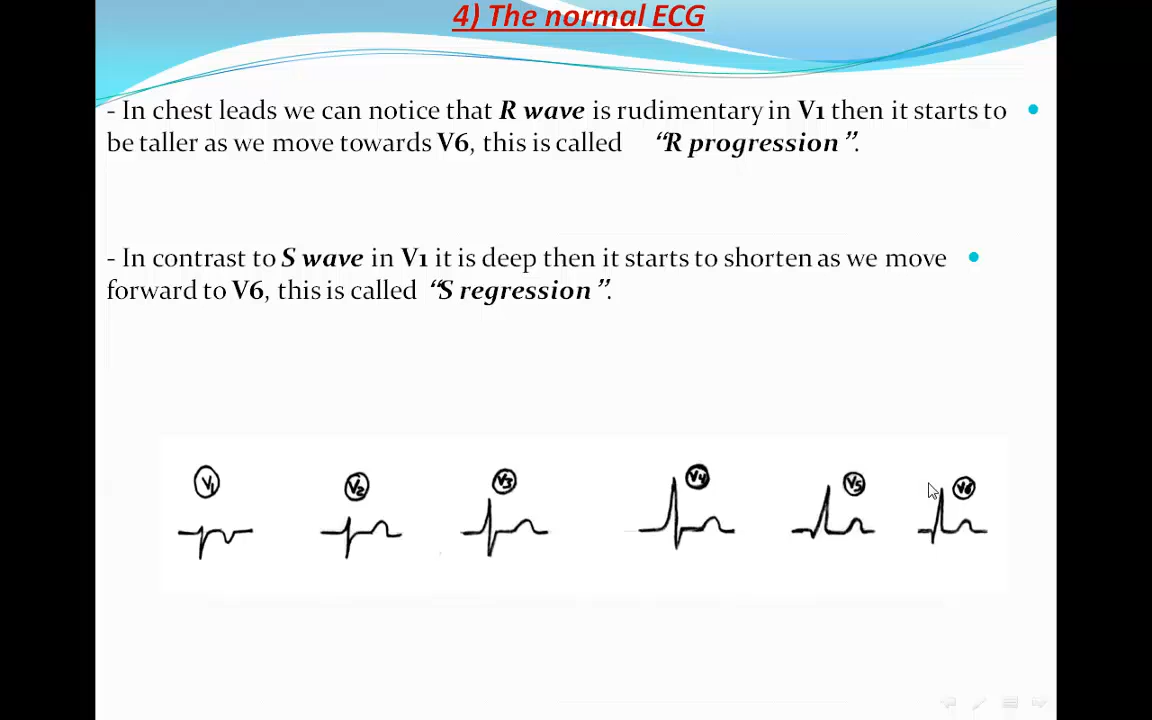 4) The normal ECG
- In chest leads we can notice that R wave is rudimentary in V1 then it starts to
be taller as we move towards V6, this is called “R progression”.
- In contrast to S wave in V1 it is deep then it starts to shorten as we move
forward to V6, this is called “S regression”.
V1 V2 V3 V4 V5 V6